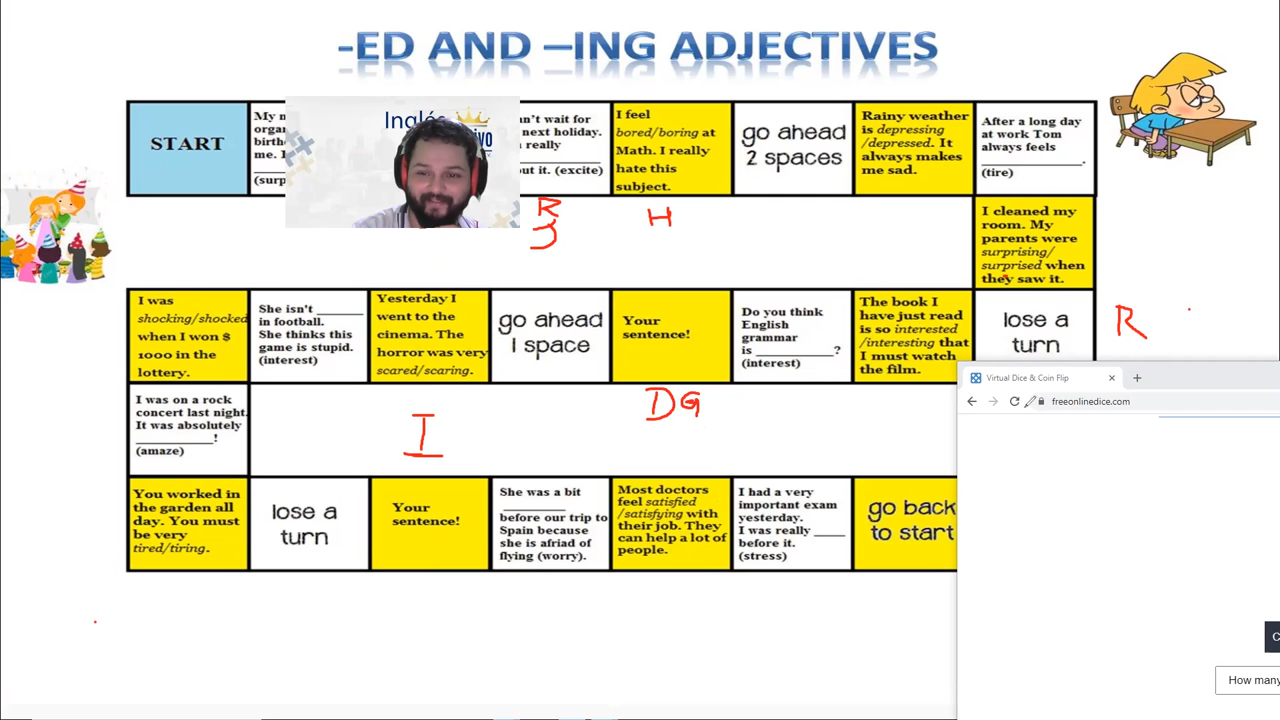 -ED AND –ING ADJECTIVES
START
My
organ
birth
me. I
(surp
Inglés
n't wait for
next holiday.
really
____________
out it. (excite)
I feel
bored/boring at
Math. I really
hate this
subject.
go ahead
2 spaces
Rainy weather
is depressing
/depressed. It
always makes
me sad.
After a long day
at work Tom
always feels
______________.
(tire)
R
J
H
I cleaned my
room. My
parents were
surprising/
surprised when
they saw it.
I was
shocking/shocked
when I won $
1000 in the
lottery.
She isn't _______
in football.
She thinks this
game is stupid.
(interest)
Yesterday I
went to the
cinema. The
horror was very
scared/scaring.
go ahead
1 space
Your
sentence!
Do you think
English
grammar
is ___________?
(interest)
The book I
have just read
is so interested
/interesting that
I must watch
the film.
lose a
turn
R
Virtual Dice & Coin Flip
freeonlinedice.com
I was on a rock
concert last night.
It was absolutely
___________!
(amaze)
I
DG
You worked in
the garden all
day. You must
be very
tired/tiring.
lose a
turn
Your
sentence!
She was a bit
_________
before our trip to
Spain because
she is afriad of
flying (worry).
Most doctors
feel satisfied
/satisfying with
their job. They
can help a lot of
people.
I had a very
important exam
yesterday.
I was really ____
before it.
(stress)
go back
to start
C
How many